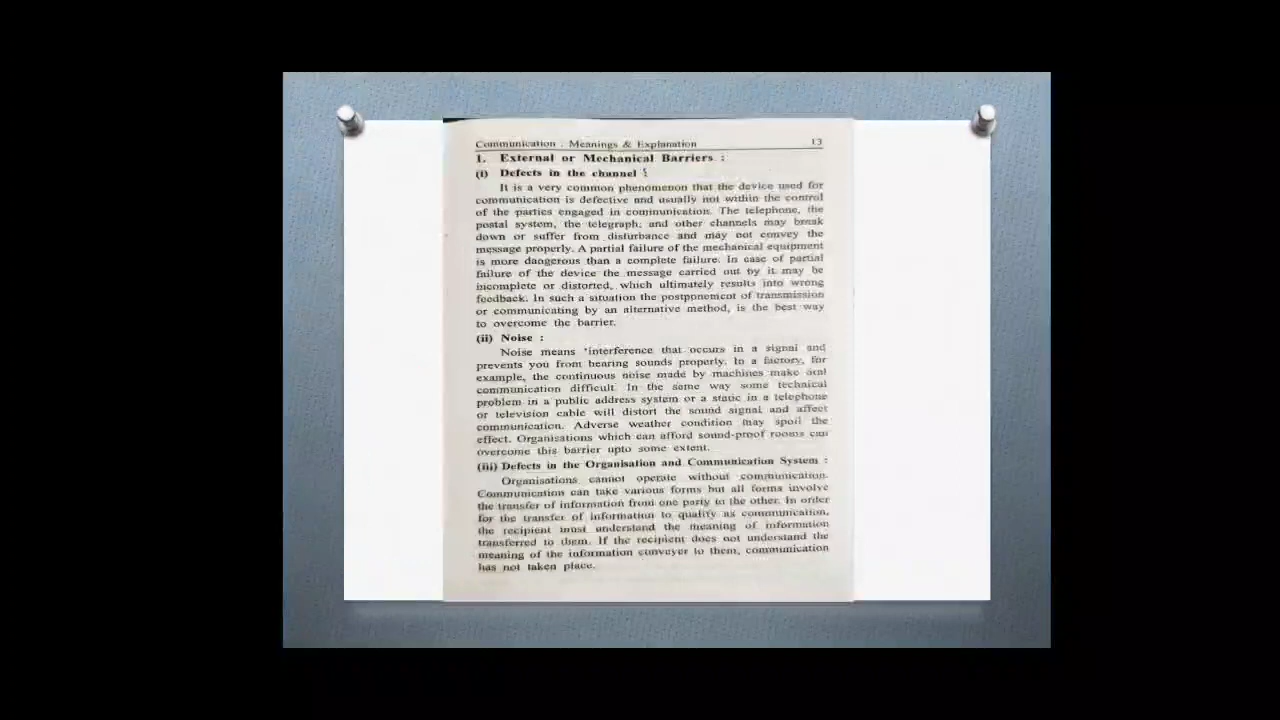 Communication . Meanings & Explanation 13
1. External or Mechanical Barriers :
(i) Defects in the channel :
It is a very common phenomenon that the device used for
communication is defective and usually not within the control
of the parties engaged in communication. The telephone, the
postal system, the telegraph, and other channels may break
down or suffer from disturbance and may not convey the
message properly. A partial failure of the mechanical equipment
is more dangerous than a complete failure. In case of partial
failure of the device the message carried out by it may be
incomplete or distorted, which ultimately results into wrong
feedback. In such a situation the postponement of transmission
or communicating by an alternative method, is the best way
to overcome the barrier.
(ii) Noise :
Noise means 'interference that occurs in a signal and
prevents you from hearing sounds properly. In a factory, for
example, the continuous noise made by machines make oral
communication difficult. In the same way some technical
problem in a public address system or a static in a telephone
or television cable will distort the sound signal and affect
communication. Adverse weather condition may spoil the
effect. Organisations which can afford sound-proof rooms can
overcome this barrier upto some extent.
(iii) Defects in the Organisation and Communication System :
Organisations cannot operate without communication.
Communication can take various forms but all forms involve
the transfer of information from one party to the other. In order
for the transfer of information to qualify as communication,
the recipient must understand the meaning of information
transferred to them. If the recipient does not understand the
meaning of the information conveyer to them, communication
has not taken place.